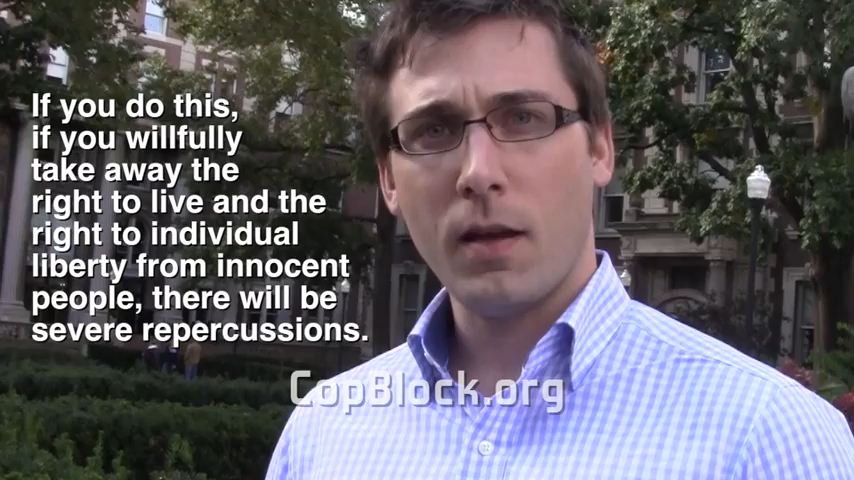 If you do this,
if you willfully
take away the
right to live and the
right to individual
liberty from innocent
people, there will be
severe repercussions.
CopBlock.org